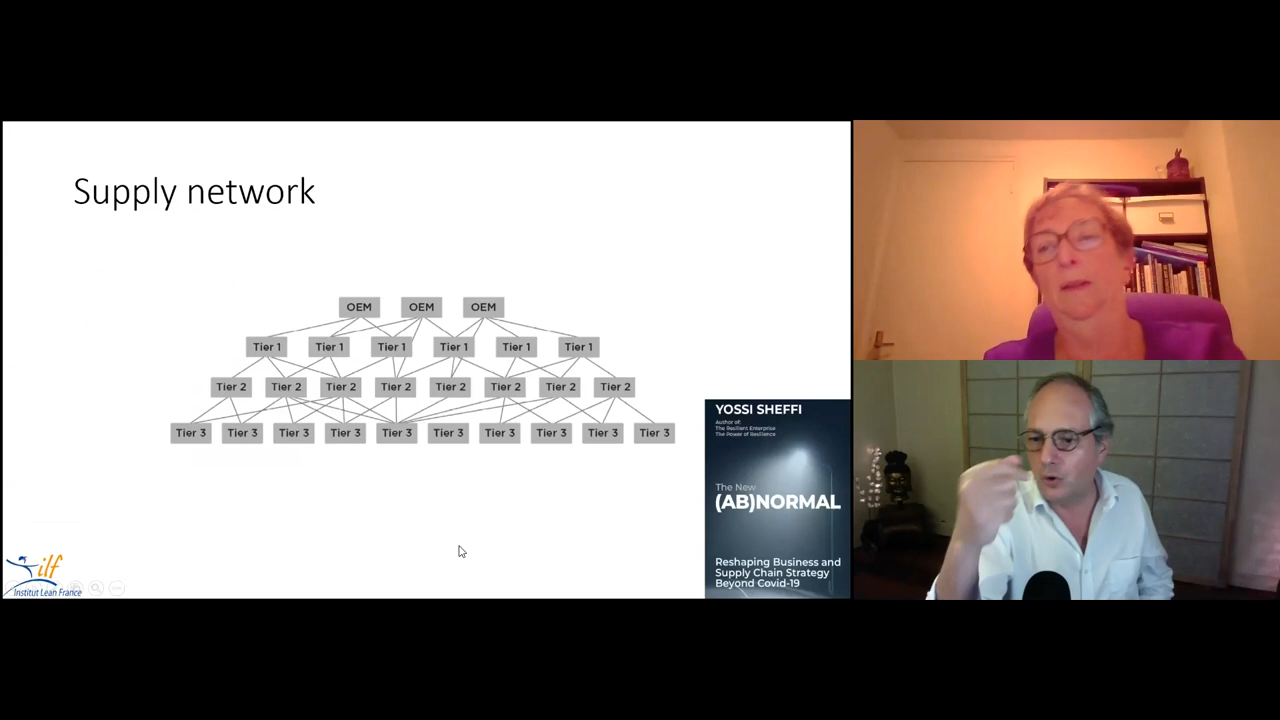 Supply network
OEM OEM OEM
Tier 1 Tier 1 Tier 1 Tier 1 Tier 1 Tier 1
Tier 2 Tier 2 Tier 2 Tier 2 Tier 2 Tier 2 Tier 2 Tier 2
Tier 3 Tier 3 Tier 3 Tier 3 Tier 3 Tier 3 Tier 3 Tier 3 Tier 3 Tier 3
YOSSI SHEFFI
Author of:
The Resilient Enterprise
The Power of Resilience
The New
(AB)NORMAL
Reshaping Business and
Supply Chain Strategy
Beyond Covid-19
ilf
Institut Lean France